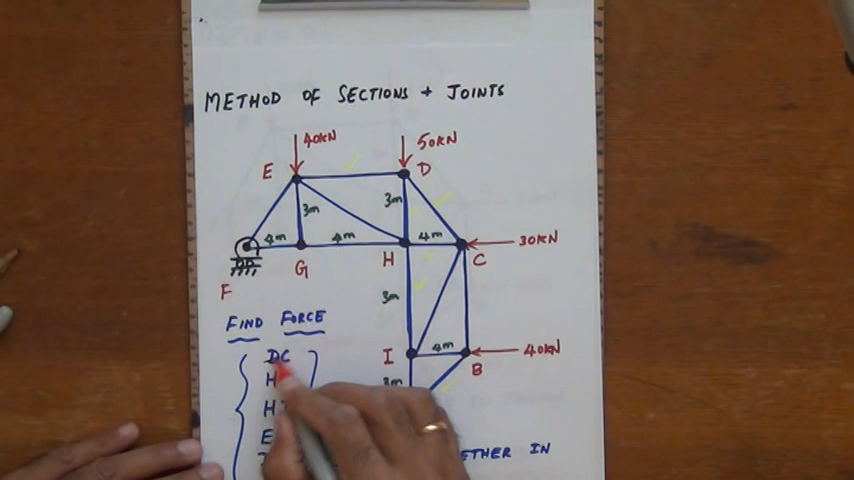 METHOD OF SECTIONS + JOINTS
40KN 50KN
E D
3m 3m
4m 4m 4m 30KN
G H C
F
3m
FIND FORCE
I 4m 40KN
DC B
3m
H
H
E
ETHER IN